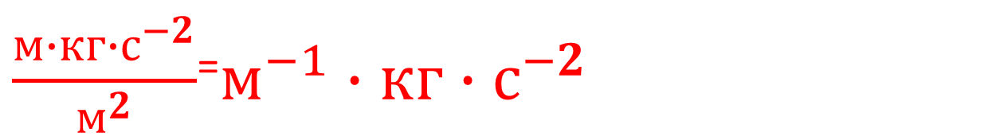 м·кг·с⁻²/м² = м⁻¹ · кг · с⁻²